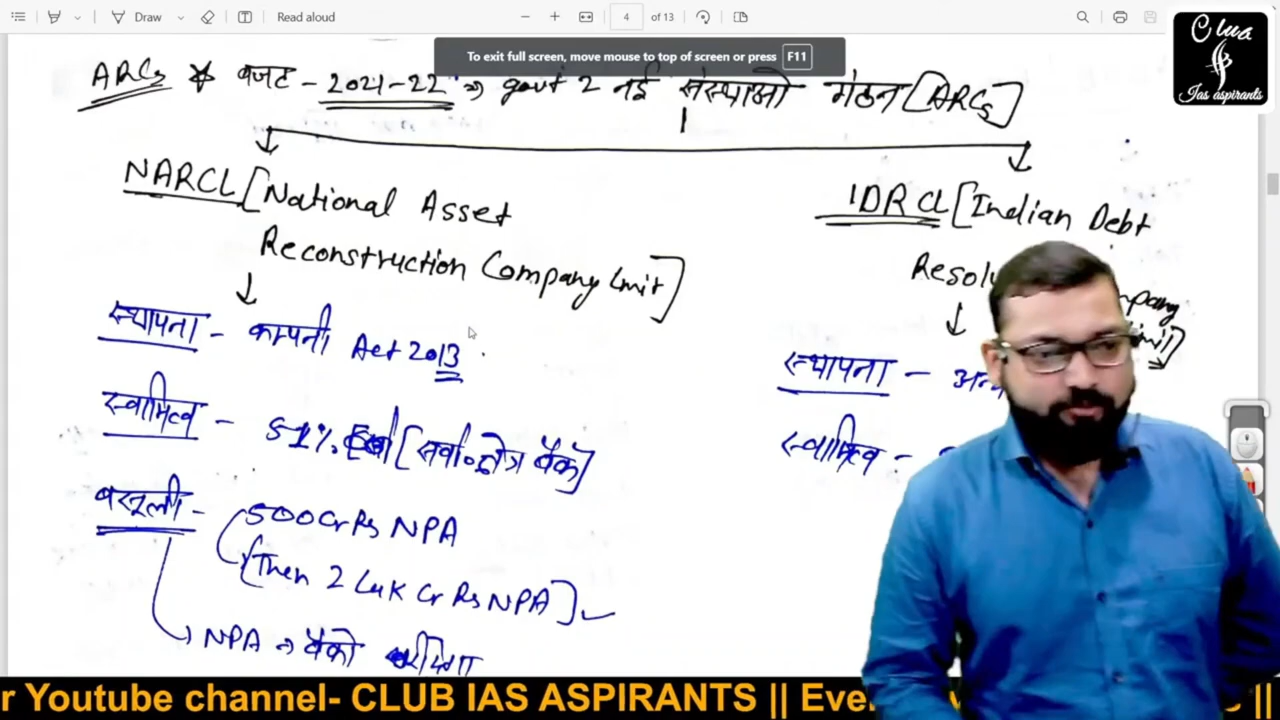 Draw
Read aloud
4 of 13
To exit full screen, move mouse to top of screen or press F11
Club
Ias aspirants
ARCs * बजट - 2021-22 => govt 2 नई संस्थाओ गठन [ARCs]
NARCL [National Asset
Reconstruction Company Lmit]
स्थापना - कम्पनी Act 2013
स्वामित्व - 51% [सर्वा. क्षेत्र बैंक]
वसूली - 500 Cr Rs NPA
(Then 2 Lak Cr Rs NPA]
NPA => बैंको
IDRCL [Indian Debt
स्थापना -
स्वामित्व -
r Youtube channel- CLUB IAS ASPIRANTS || Eve